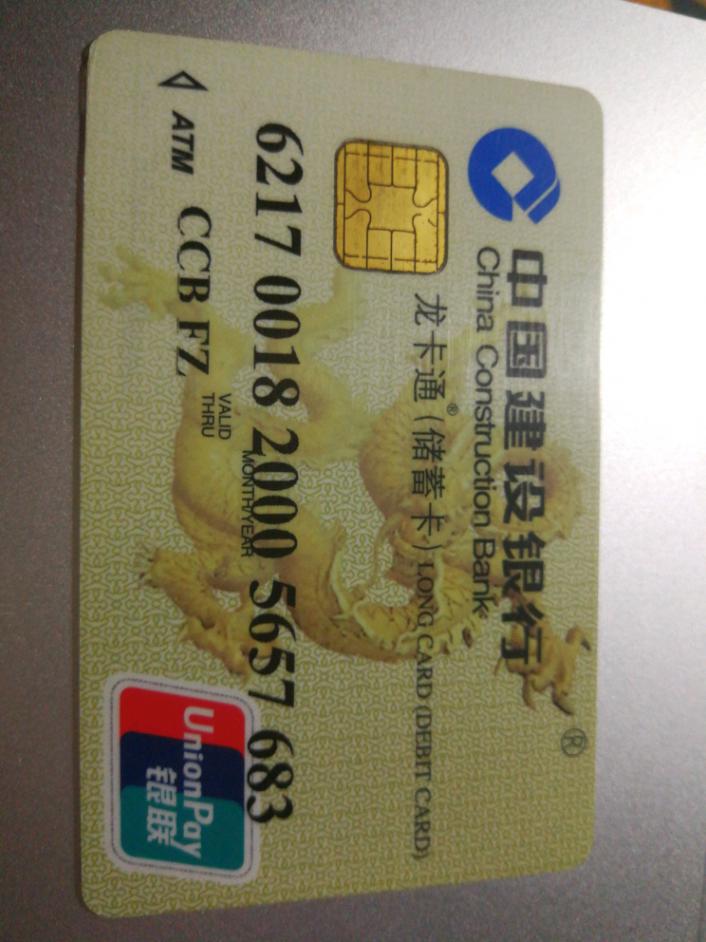 中国建设银行®
China Construction Bank
龙卡通®(储蓄卡) LONG CARD (DEBIT CARD)
6217 0018 2000 5657 683
MONTH/YEAR
VALID
THRU
ATM CCB FZ
UnionPay
银联